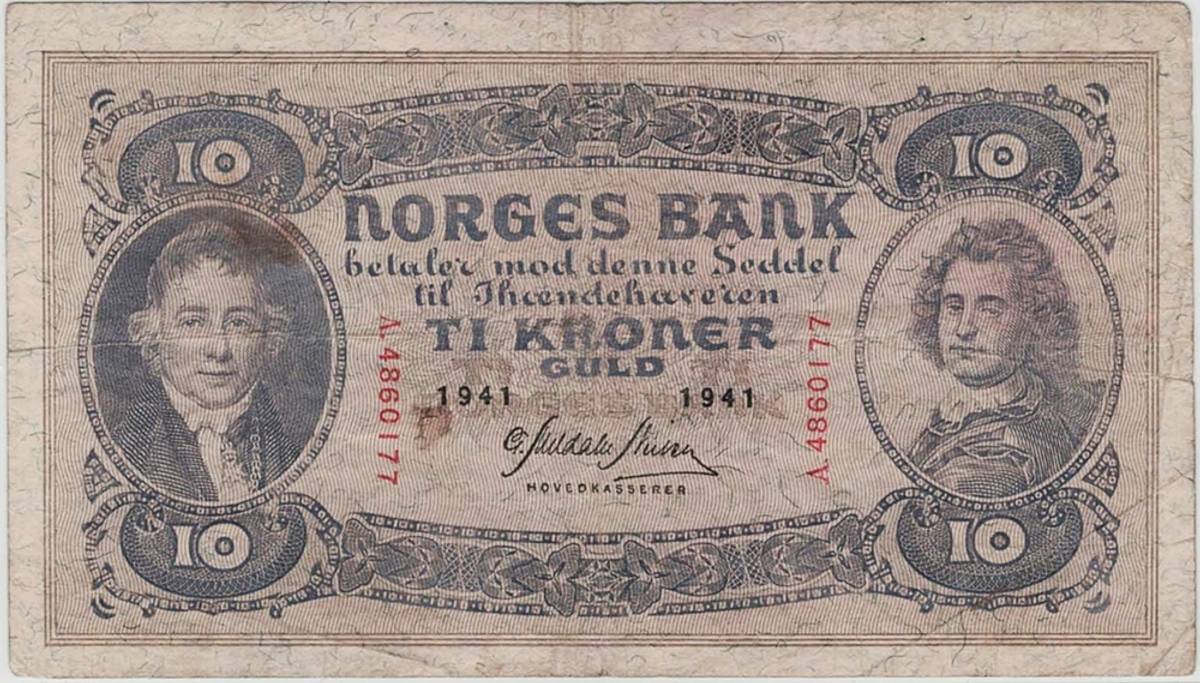 10 10
NORGES BANK
betaler mod denne Seddel
til Ihændehaveren
TI KRONER
GULD
A.4860177 A.4860177
1941 1941
HOVEDKASSERER
10 10